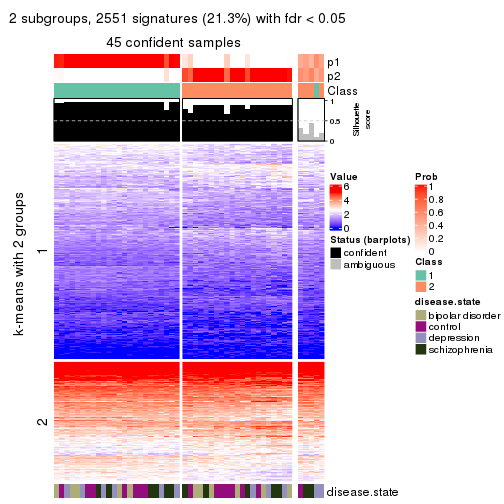 2 subgroups, 2551 signatures (21.3%) with fdr < 0.05
45 confident samples
p1
p2
Class
1
0.5
0
Silhouette
score
k-means with 2 groups
1
2
disease.state
Value
6
4
2
0
Status (barplots)
confident
ambiguous
Prob
1
0.8
0.6
0.4
0.2
0
Class
1
2
disease.state
bipolar disorder
control
depression
schizophrenia